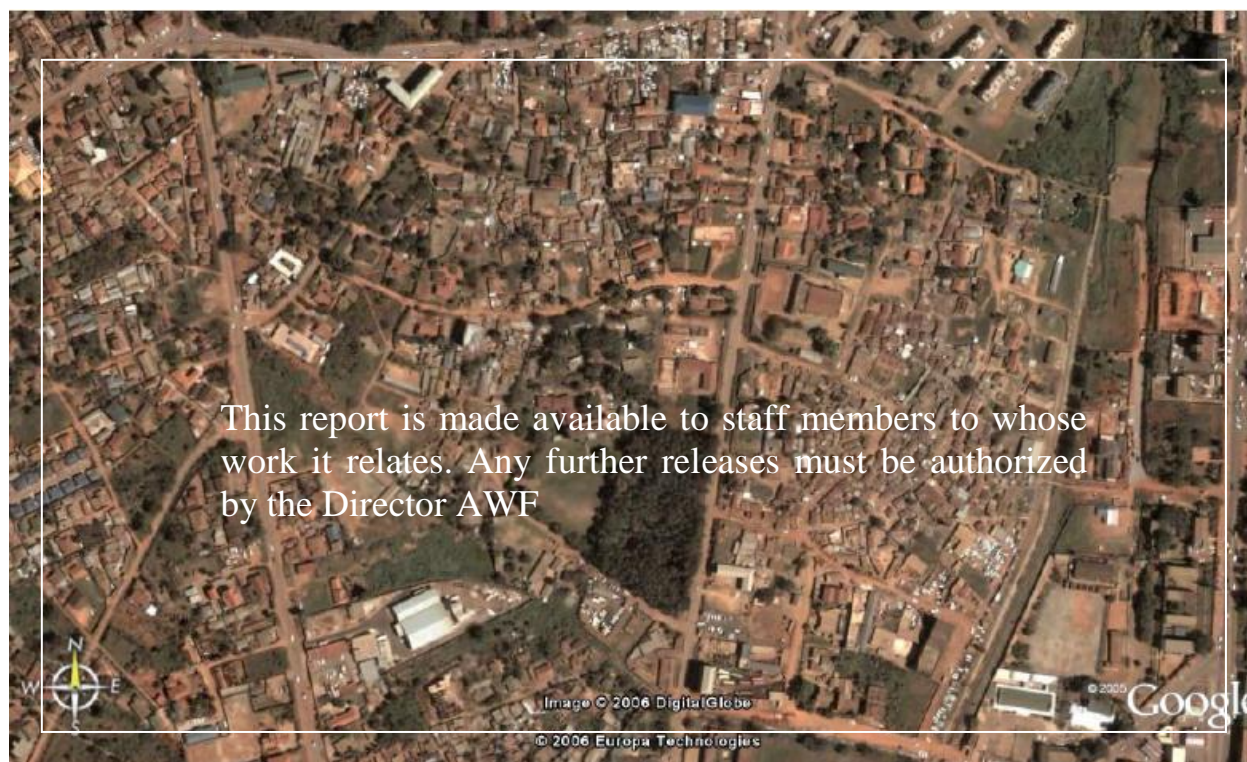 This report is made available to staff members to whose
work it relates. Any further releases must be authorized
by the Director AWF
N
W E
S
Image © 2006 DigitalGlobe
© 2005 Google
© 2006 Europa Technologies